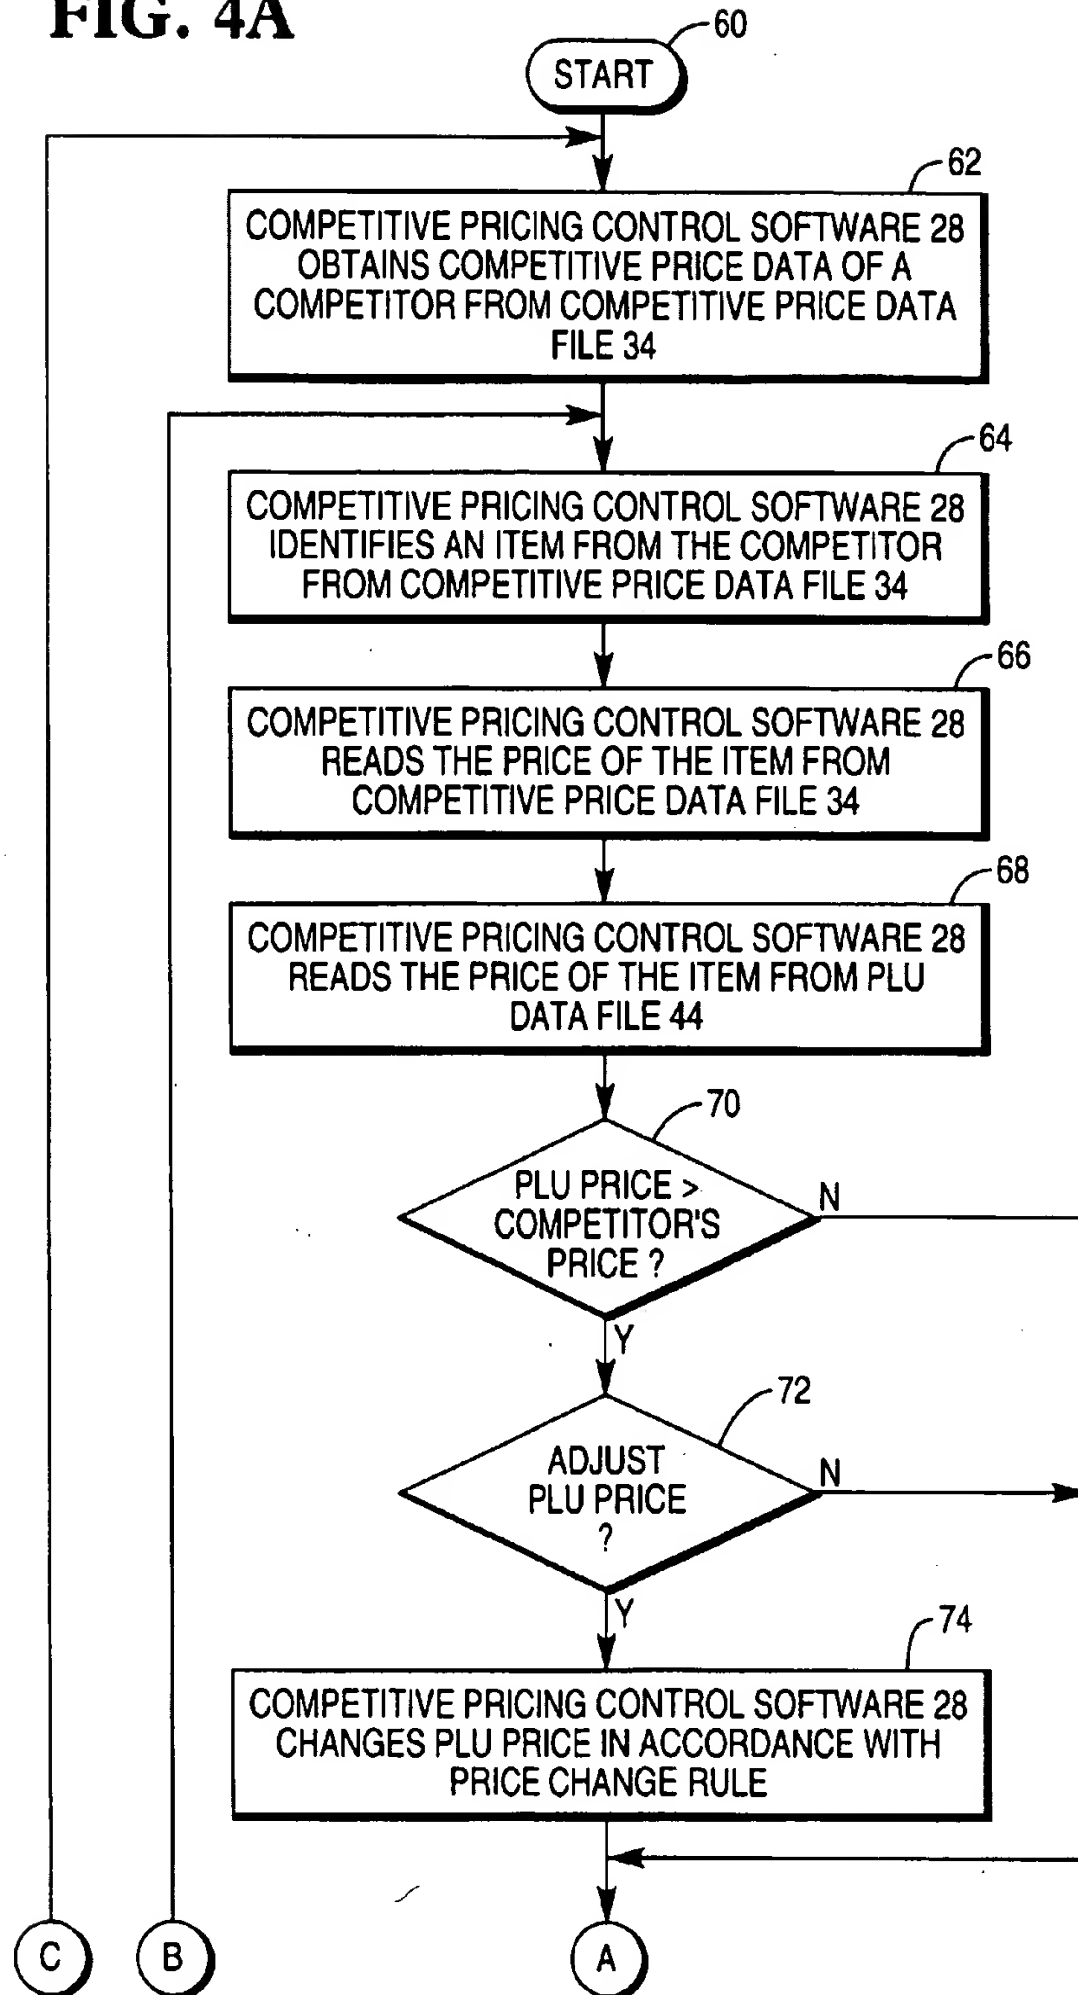 FIG. 4A
60
START
62
COMPETITIVE PRICING CONTROL SOFTWARE 28
OBTAINS COMPETITIVE PRICE DATA OF A
COMPETITOR FROM COMPETITIVE PRICE DATA
FILE 34
64
COMPETITIVE PRICING CONTROL SOFTWARE 28
IDENTIFIES AN ITEM FROM THE COMPETITOR
FROM COMPETITIVE PRICE DATA FILE 34
66
COMPETITIVE PRICING CONTROL SOFTWARE 28
READS THE PRICE OF THE ITEM FROM
COMPETITIVE PRICE DATA FILE 34
68
COMPETITIVE PRICING CONTROL SOFTWARE 28
READS THE PRICE OF THE ITEM FROM PLU
DATA FILE 44
70
PLU PRICE >
COMPETITOR'S
PRICE ?
N
Y
72
ADJUST
PLU PRICE
?
N
Y
74
COMPETITIVE PRICING CONTROL SOFTWARE 28
CHANGES PLU PRICE IN ACCORDANCE WITH
PRICE CHANGE RULE
C
B
A